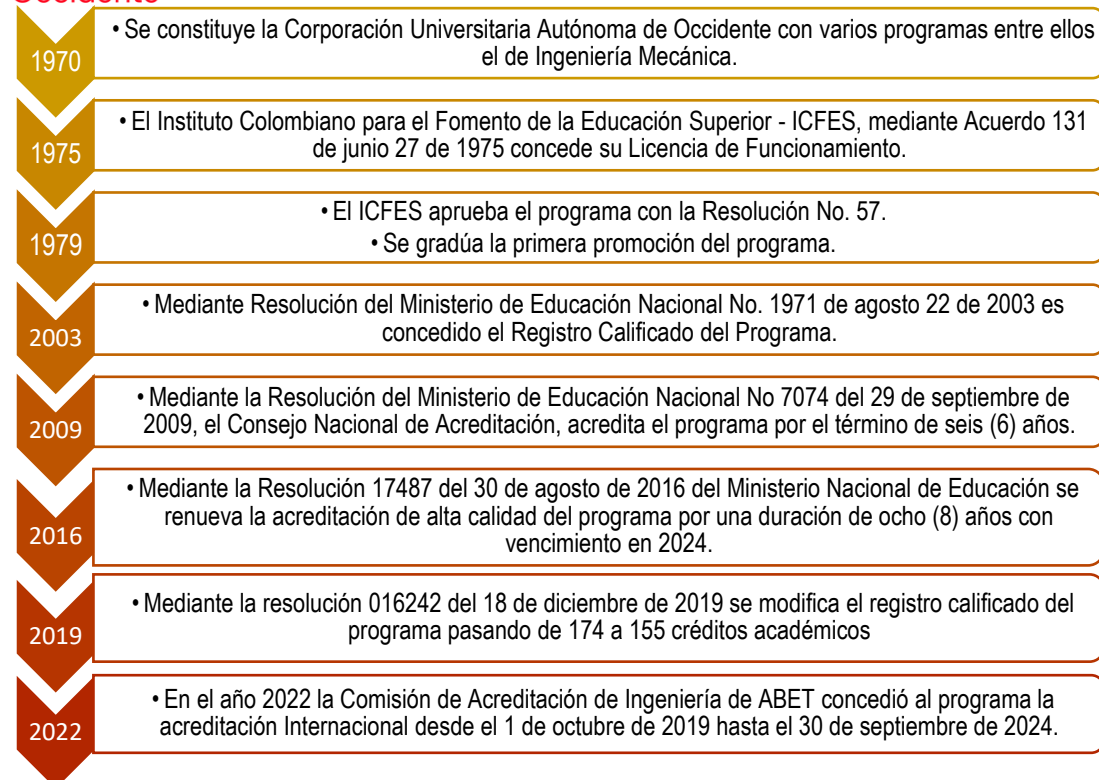 1970
• Se constituye la Corporación Universitaria Autónoma de Occidente con varios programas entre ellos
el de Ingeniería Mecánica.
1975
• El Instituto Colombiano para el Fomento de la Educación Superior - ICFES, mediante Acuerdo 131
de junio 27 de 1975 concede su Licencia de Funcionamiento.
1979
• El ICFES aprueba el programa con la Resolución No. 57.
• Se gradúa la primera promoción del programa.
2003
• Mediante Resolución del Ministerio de Educación Nacional No. 1971 de agosto 22 de 2003 es
concedido el Registro Calificado del Programa.
2009
• Mediante la Resolución del Ministerio de Educación Nacional No 7074 del 29 de septiembre de
2009, el Consejo Nacional de Acreditación, acredita el programa por el término de seis (6) años.
2016
• Mediante la Resolución 17487 del 30 de agosto de 2016 del Ministerio Nacional de Educación se
renueva la acreditación de alta calidad del programa por una duración de ocho (8) años con
vencimiento en 2024.
2019
• Mediante la resolución 016242 del 18 de diciembre de 2019 se modifica el registro calificado del
programa pasando de 174 a 155 créditos académicos
2022
• En el año 2022 la Comisión de Acreditación de Ingeniería de ABET concedió al programa la
acreditación Internacional desde el 1 de octubre de 2019 hasta el 30 de septiembre de 2024.